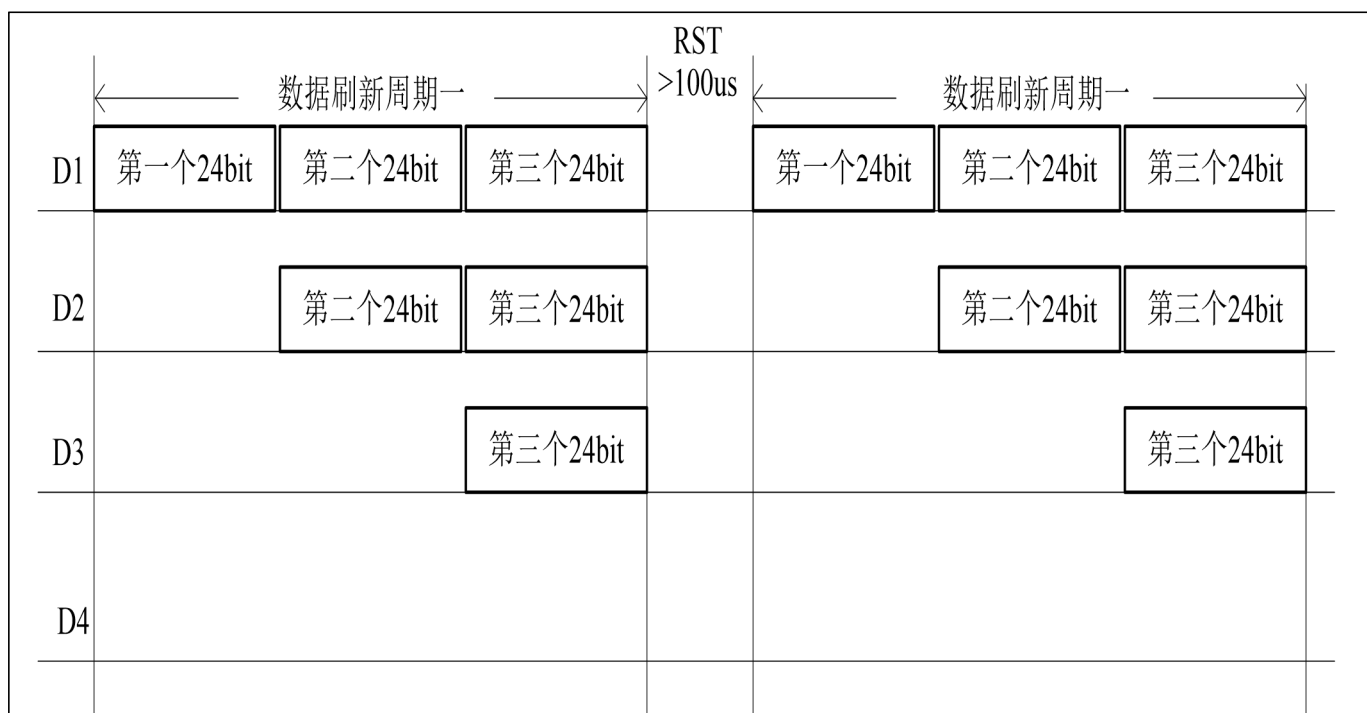 RST
>100us
数据刷新周期一
数据刷新周期一
D1 第一个24bit 第二个24bit 第三个24bit 第一个24bit 第二个24bit 第三个24bit
D2 第二个24bit 第三个24bit 第二个24bit 第三个24bit
D3 第三个24bit 第三个24bit
D4